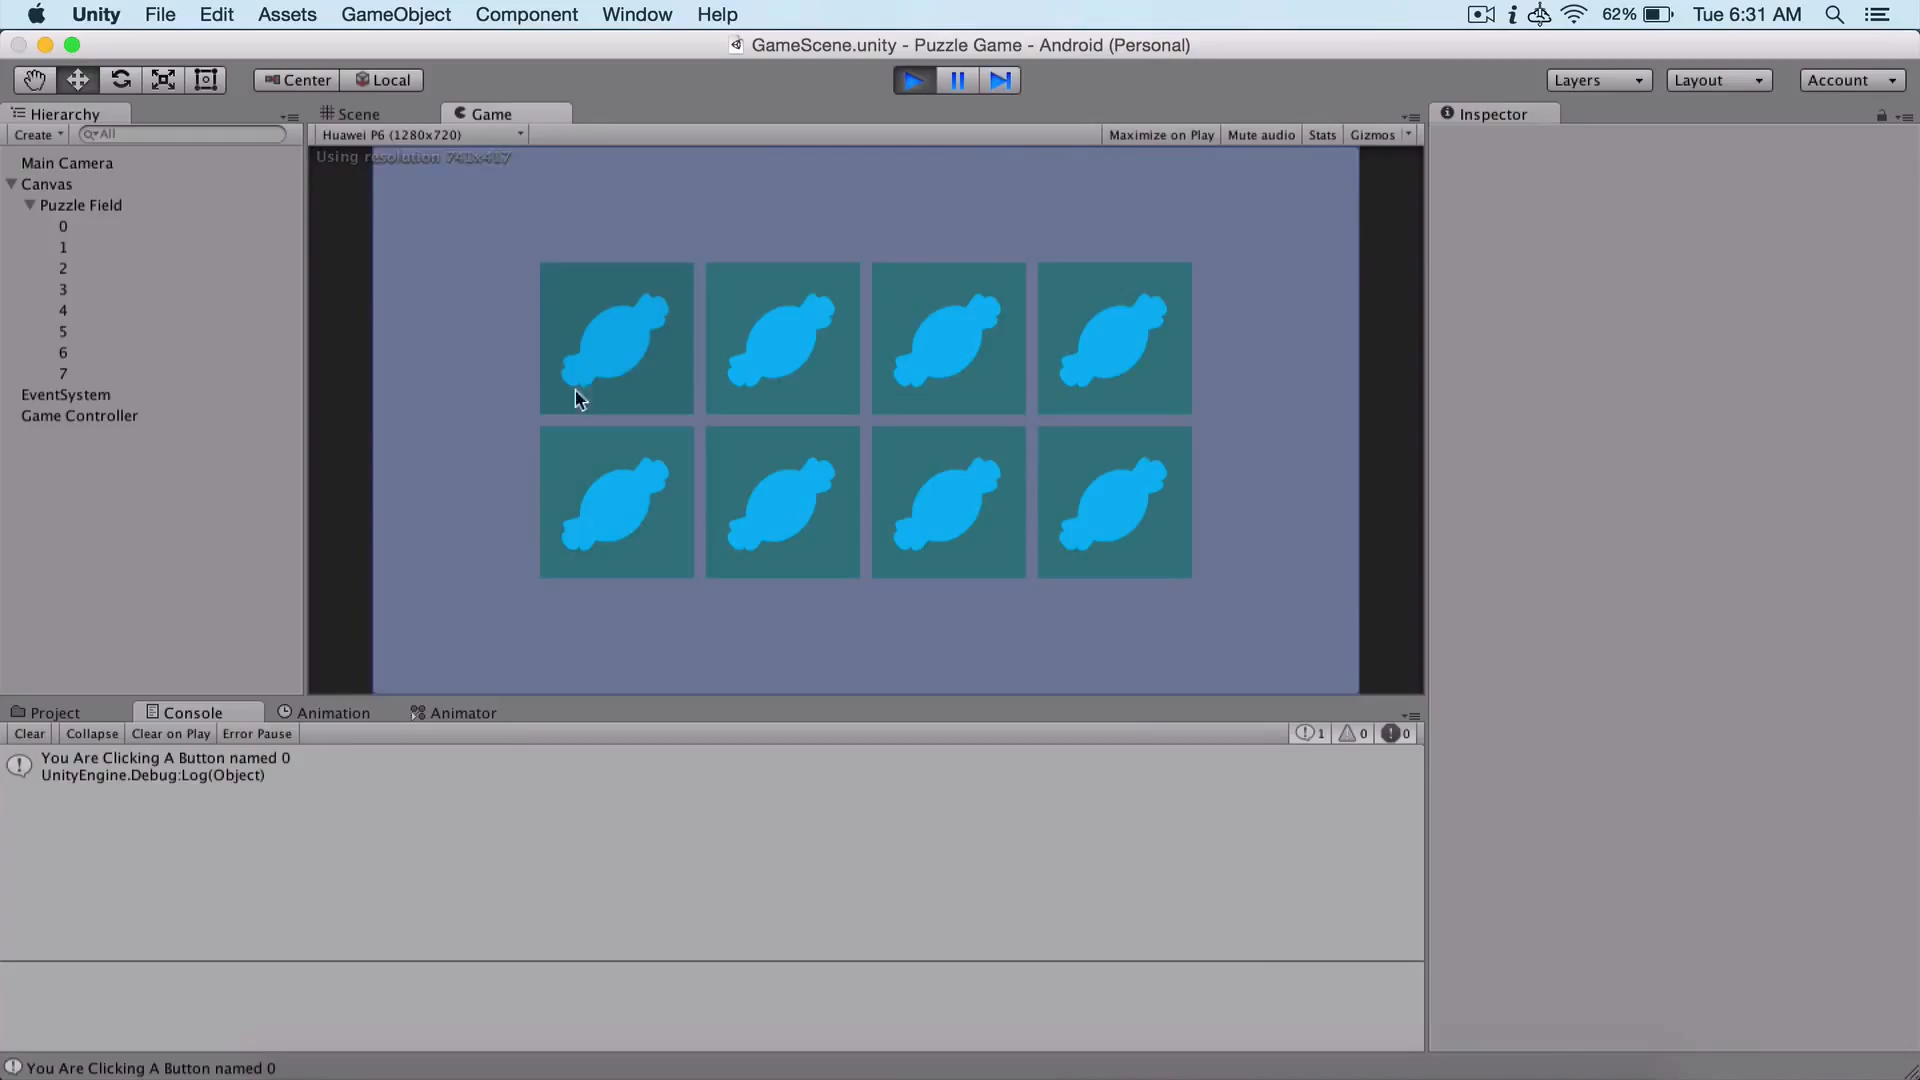 Unity File Edit Assets GameObject Component Window Help 62% Tue 6:31 AM
GameScene.unity - Puzzle Game - Android (Personal)
Center Local Layers Layout Account
Hierarchy Scene Game Inspector
Create All Huawei P6 (1280x720) Maximize on Play Mute audio Stats Gizmos
Using resolution 741x417
Main Camera
Canvas
Puzzle Field
0
1
2
3
4
5
6
7
EventSystem
Game Controller
Project Console Animation Animator
Clear Collapse Clear on Play Error Pause 1 0 0
You Are Clicking A Button named 0
UnityEngine.Debug:Log(Object)
You Are Clicking A Button named 0